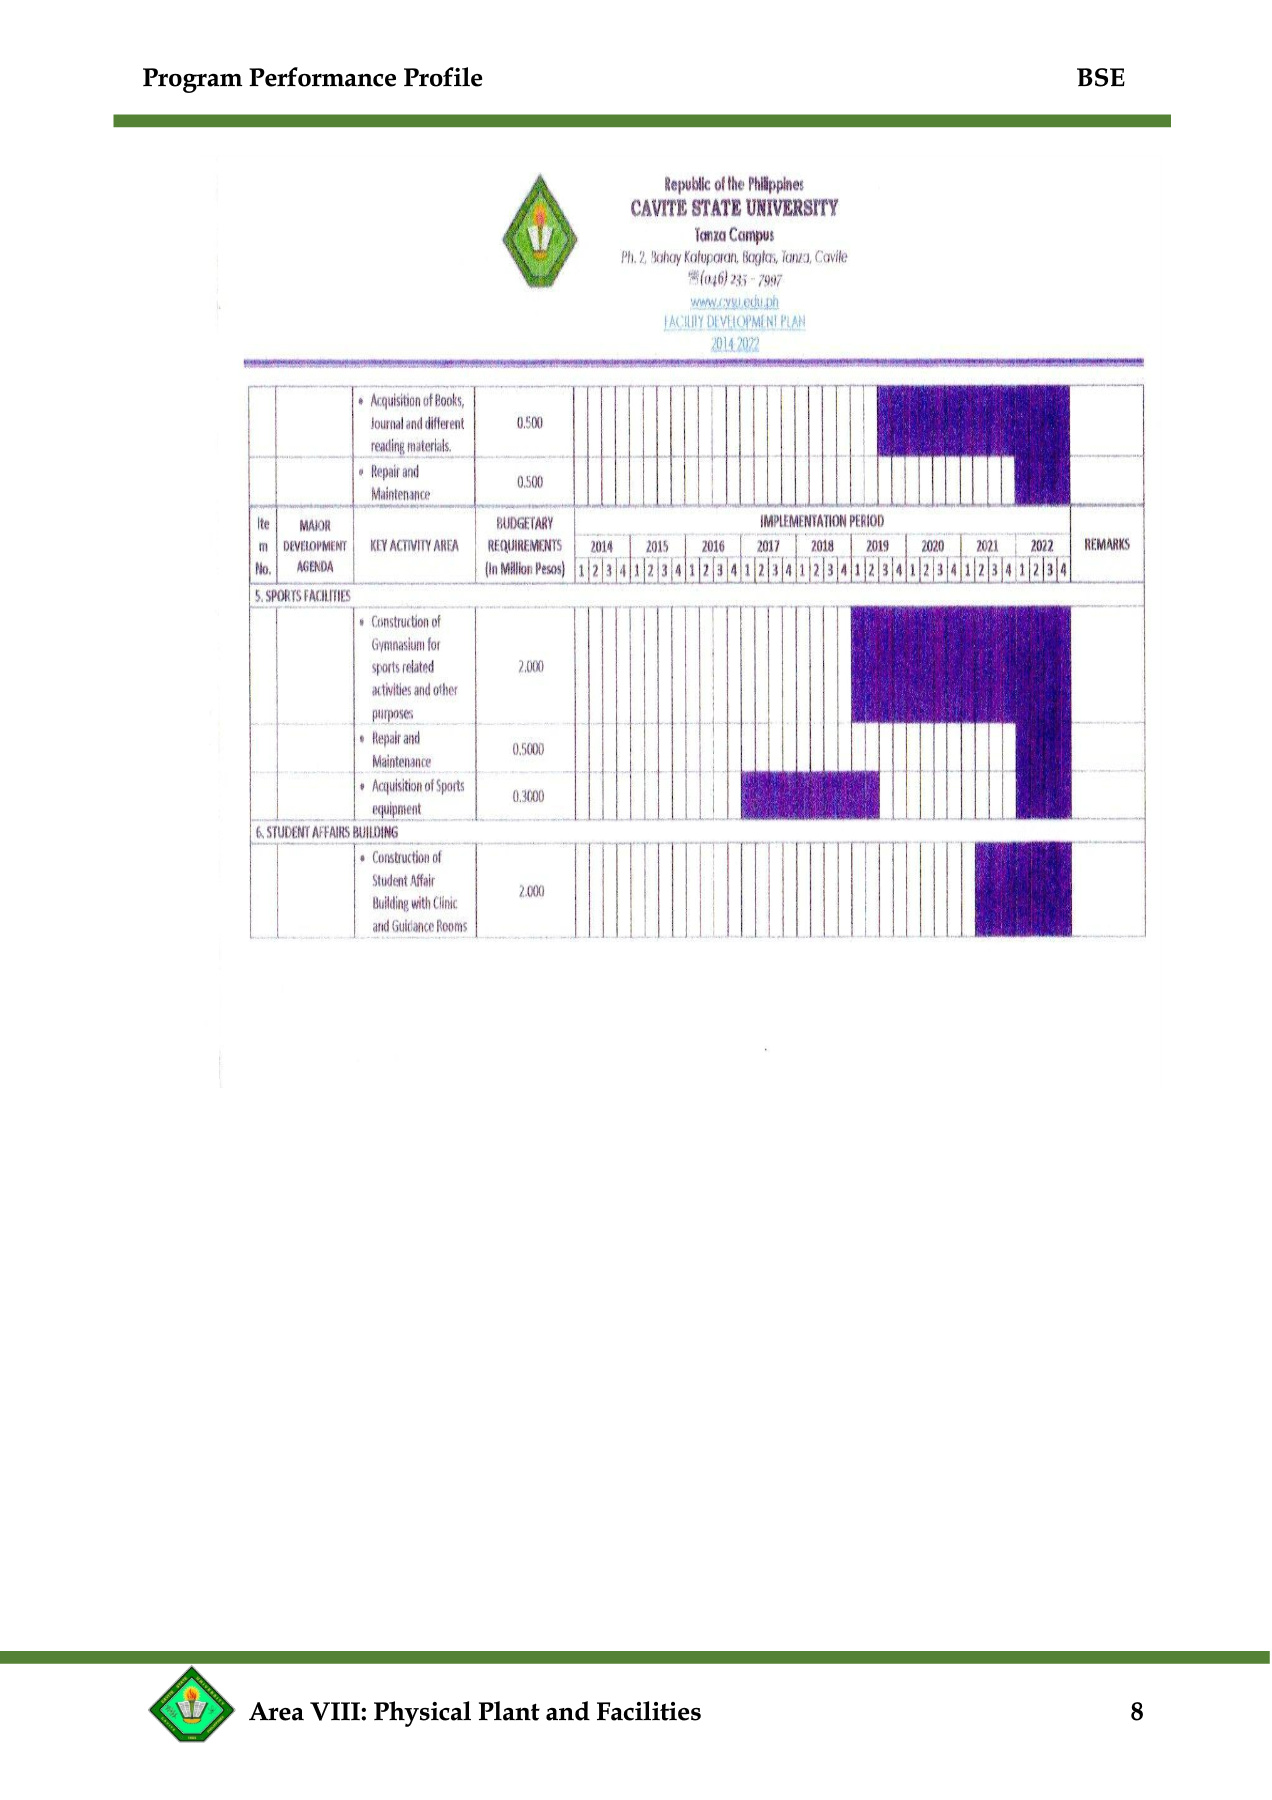 Program Performance Profile BSE
Republic of the Philippines
CAVITE STATE UNIVERSITY
Tanza Campus
Ph. 2, Bahay Katuparan, Bagtas, Tanza, Cavite
☏(046) 235 - 7997
www.cvsu.edu.ph
FACILITY DEVELOPMENT PLAN
2014 2022
• Acquisition of Books,
Journal and different
reading materials.
0.500
• Repair and
Maintenance
0.500
Ite
m
No.
MAJOR
DEVELOPMENT
AGENDA
KEY ACTIVITY AREA
BUDGETARY
REQUIREMENTS
(In Million Pesos)
IMPLEMENTATION PERIOD
2014 2015 2016 2017 2018 2019 2020 2021 2022
1 2 3 4 1 2 3 4 1 2 3 4 1 2 3 4 1 2 3 4 1 2 3 4 1 2 3 4 1 2 3 4 1 2 3 4
REMARKS
5. SPORTS FACILITIES
• Construction of
Gymnasium for
sports related
activities and other
purposes
2.000
• Repair and
Maintenance
0.5000
• Acquisition of Sports
equipment
0.3000
6. STUDENT AFFAIRS BUILDING
• Construction of
Student Affair
Building with Clinic
and Guidance Rooms
2.000
Area VIII: Physical Plant and Facilities 8